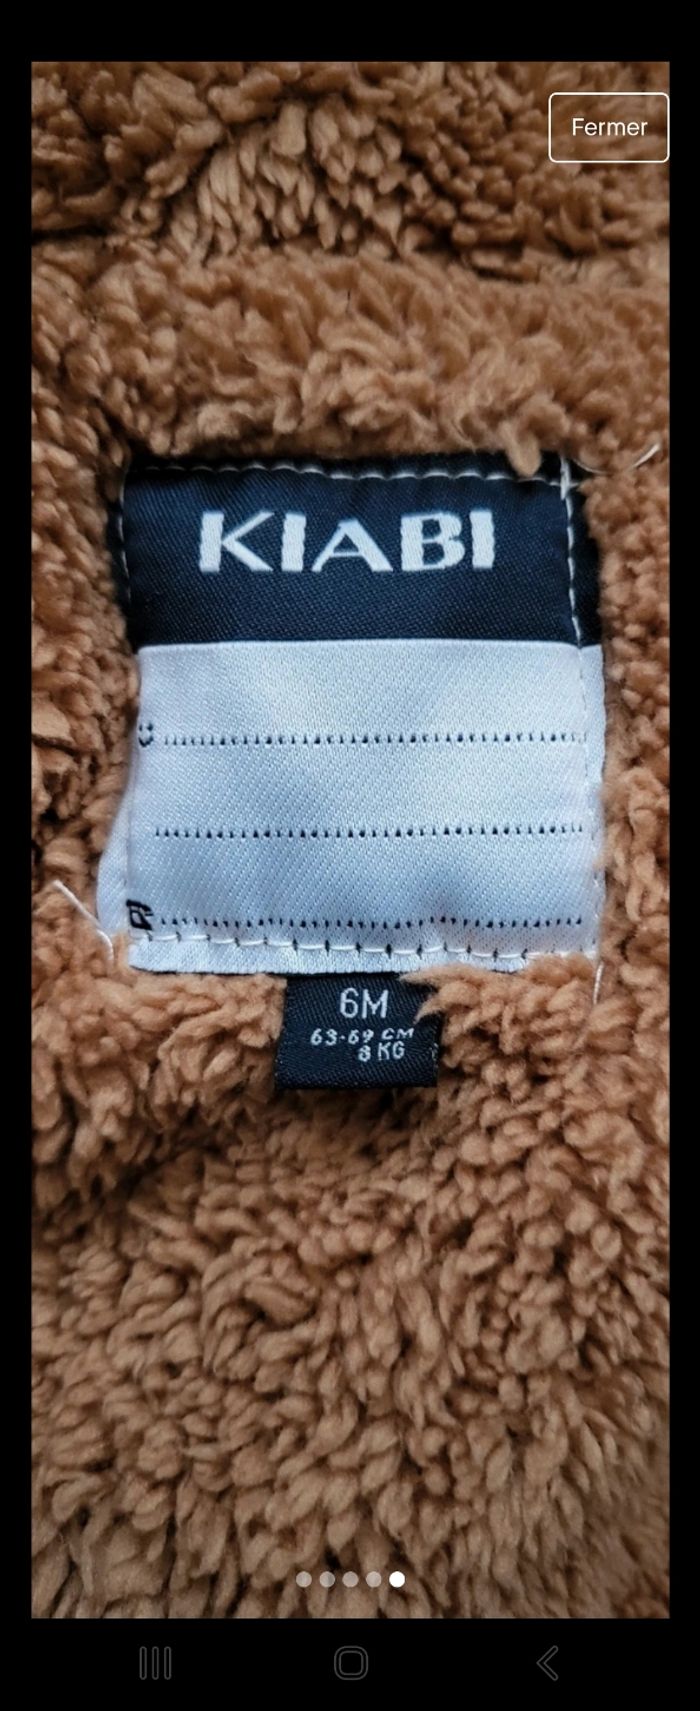 Fermer
KIABI
6M
63-69 CM
8 KG